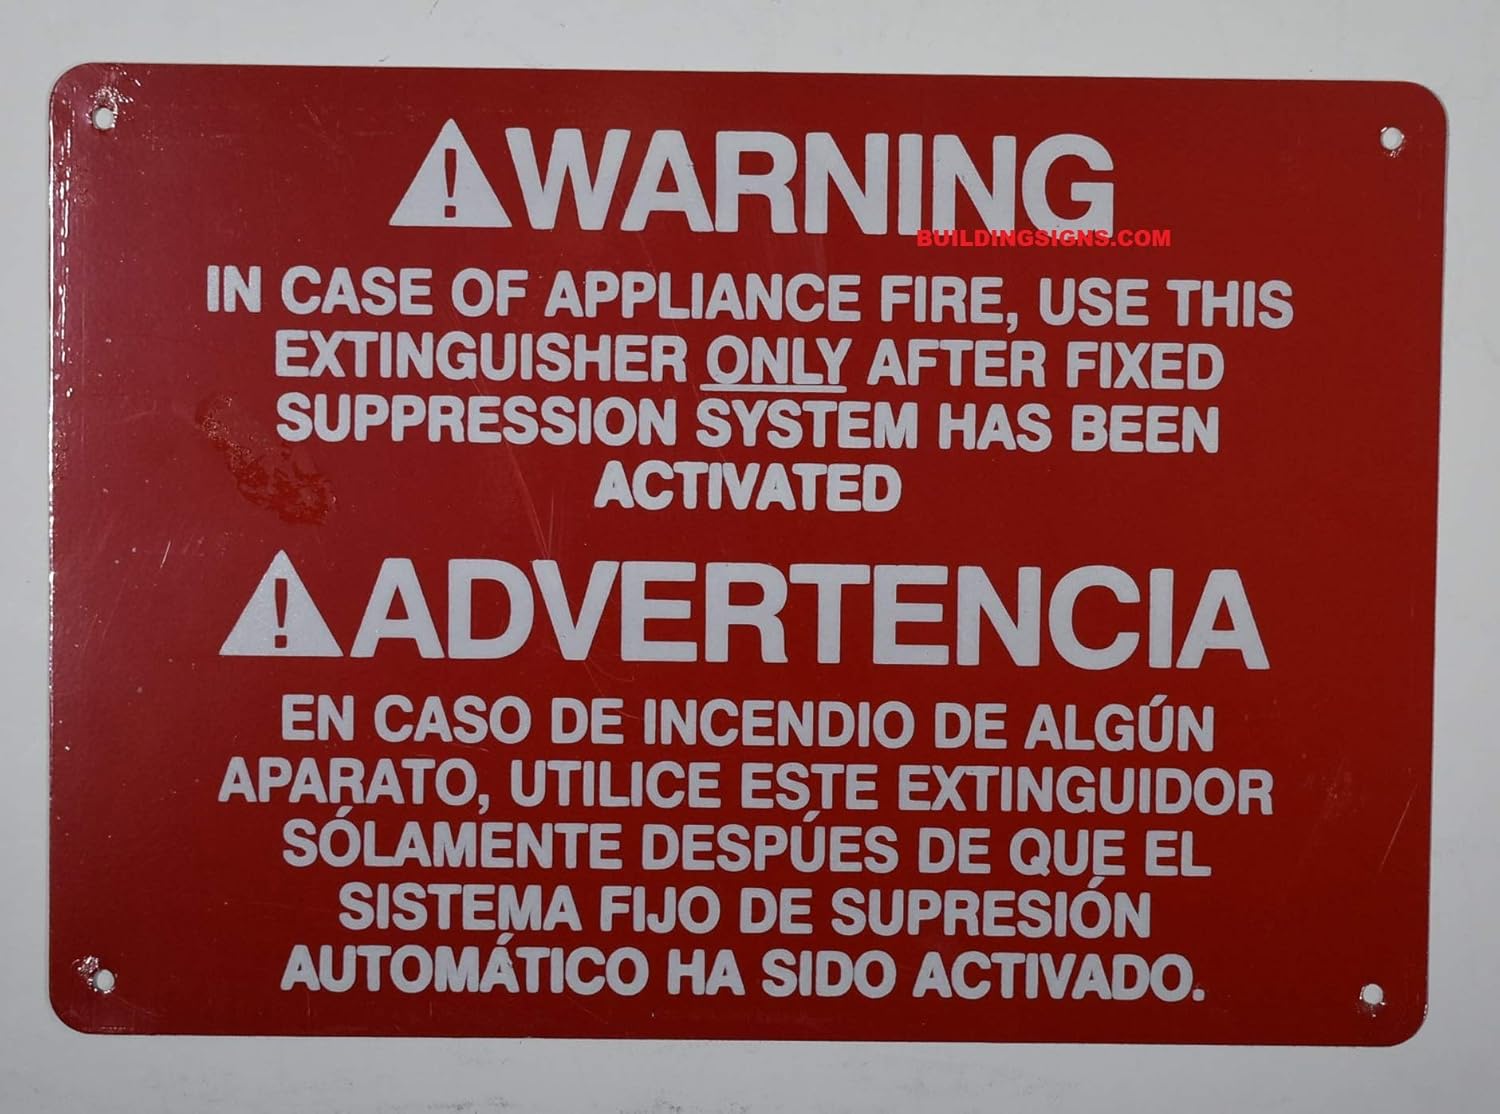 WARNING
BUILDINGSIGNS.COM
IN CASE OF APPLIANCE FIRE, USE THIS
EXTINGUISHER ONLY AFTER FIXED
SUPPRESSION SYSTEM HAS BEEN
ACTIVATED
ADVERTENCIA
EN CASO DE INCENDIO DE ALGÚN
APARATO, UTILICE ESTE EXTINGUIDOR
SÓLAMENTE DESPÚES DE QUE EL
SISTEMA FIJO DE SUPRESIÓN
AUTOMÁTICO HA SIDO ACTIVADO.